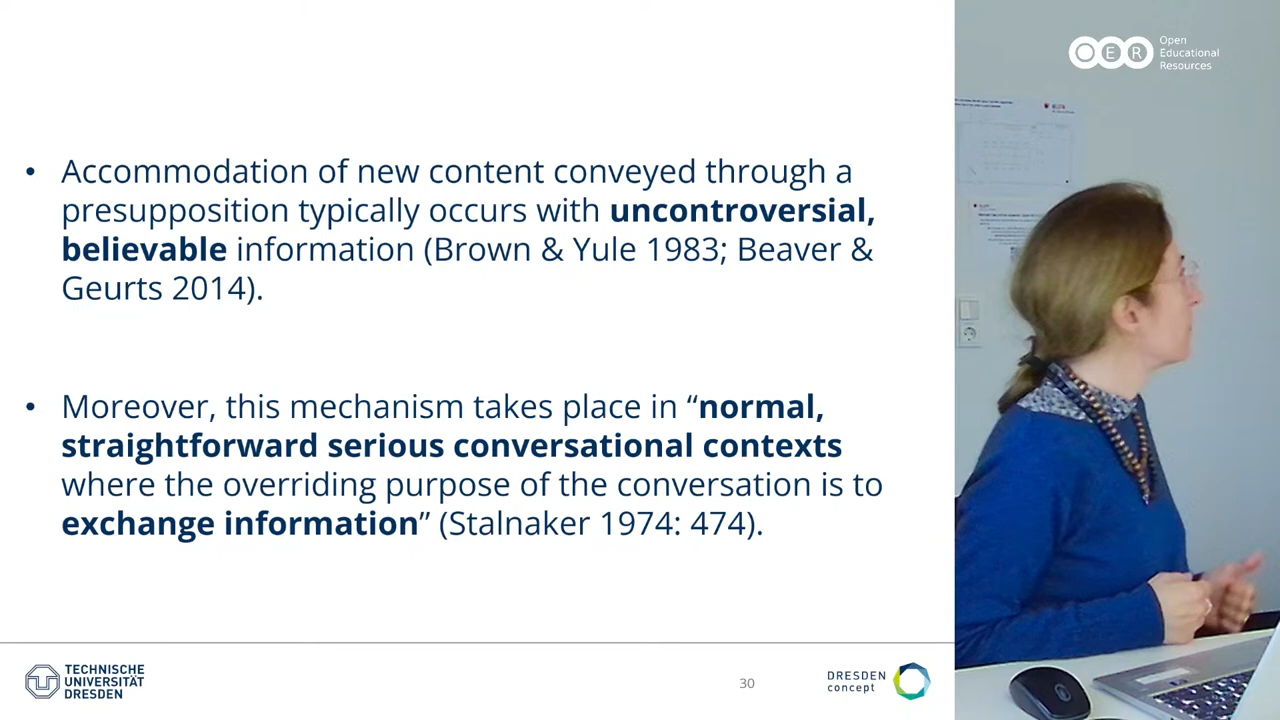 • Accommodation of new content conveyed through a
presupposition typically occurs with uncontroversial,
believable information (Brown & Yule 1983; Beaver &
Geurts 2014).
• Moreover, this mechanism takes place in “normal,
straightforward serious conversational contexts
where the overriding purpose of the conversation is to
exchange information” (Stalnaker 1974: 474).
TECHNISCHE
UNIVERSITÄT
DRESDEN
30
DRESDEN
concept
OER
Open
Educational
Resources